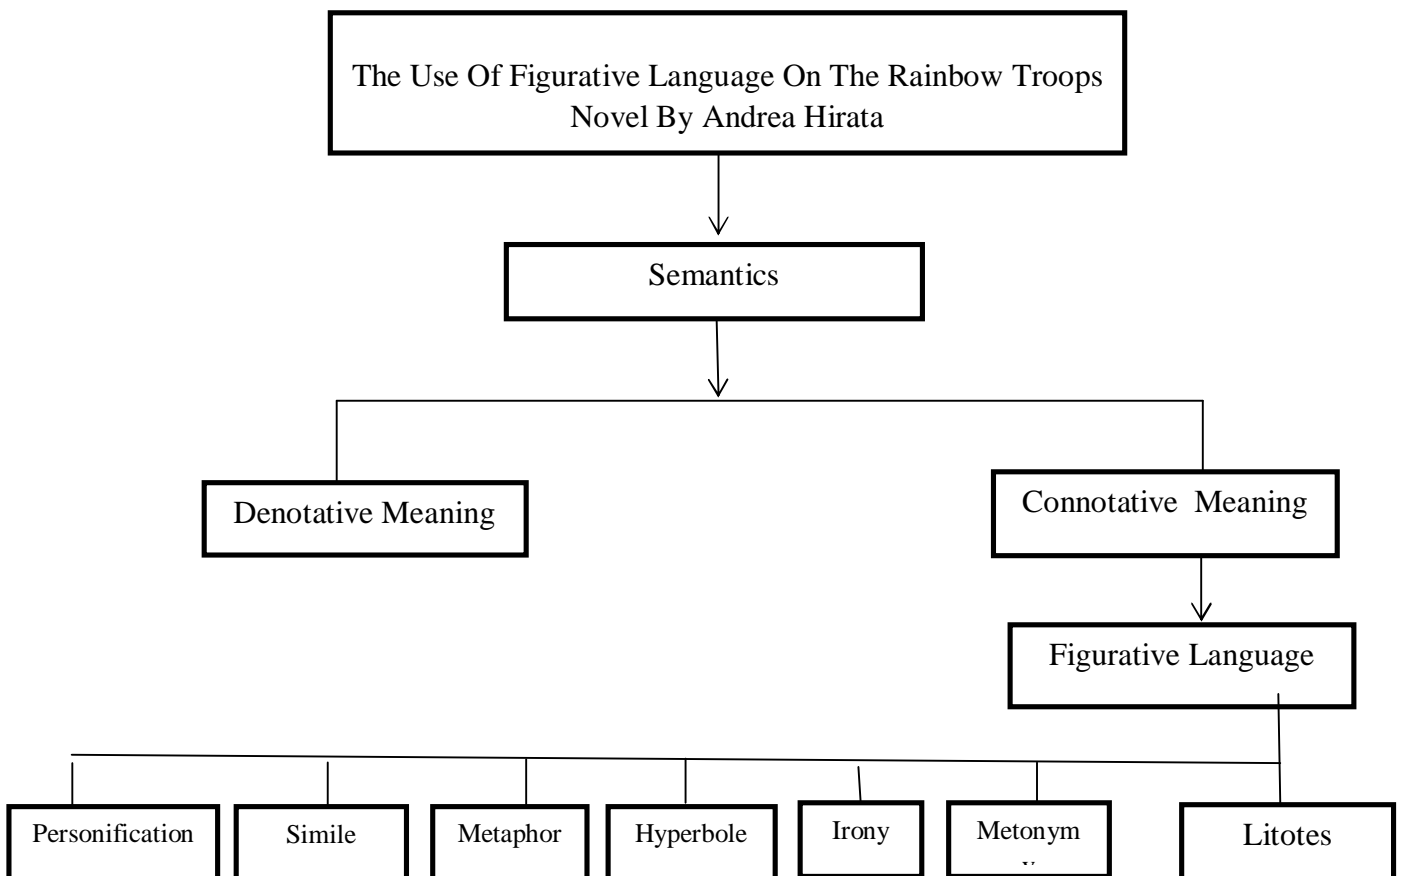 The Use Of Figurative Language On The Rainbow Troops
Novel By Andrea Hirata
Semantics
Denotative Meaning
Connotative  Meaning
Figurative Language
Personification
Simile
Metaphor
Hyperbole
Irony
Metonym
y
Litotes